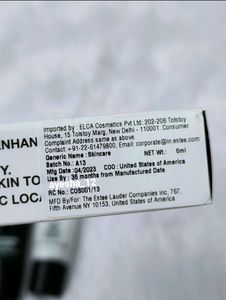 Imported by : ELCA Cosmetics Pvt Ltd: 202-206 Tolstoy
House, 15 Tolstoy Marg, New Delhi - 110001. Consumer
Complaint Address same as above
Contact :+91-22-61479800, Email: corporate@in.estee.com
Generic Name : Skincare NET Wt. 6ml
Batch No. : A13
Mfg Date : 04/2023 COO : United States of America
Use By : 36 months from Manufactured Date
ayesha_12
RC No. : COS001/13
MFD By/For: The Estee Lauder Companies Inc, 767,
Fifth Avenue NY 10153, United States of America
ENHAN
Y.
KIN TO
C LOCA